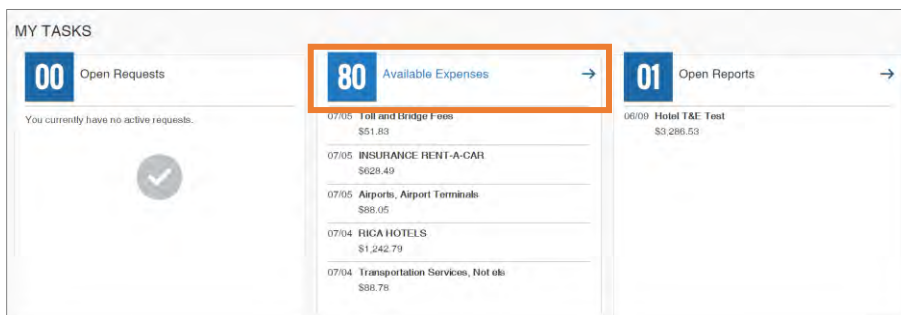 MY TASKS
00 Open Requests
You currently have no active requests.
80 Available Expenses →
07/05 Toll and Bridge Fees
$51.83
07/05 INSURANCE RENT-A-CAR
$628.49
07/05 Airports, Airport Terminals
$88.05
07/04 RICA HOTELS
$1,242.79
07/04 Transportation Services, Not els
$88.78
01 Open Reports →
06/09 Hotel T&E Test
$3,286.53